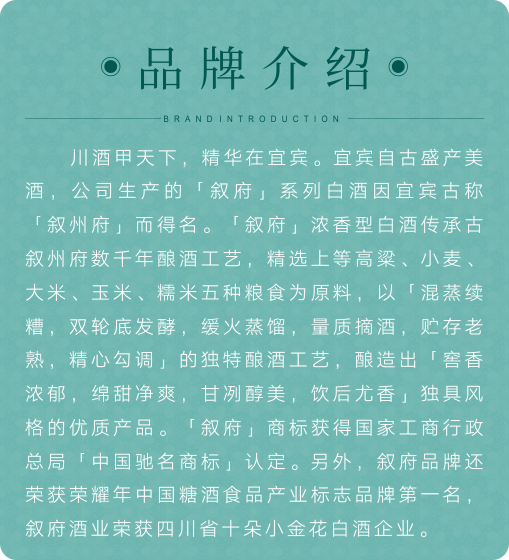 品牌介绍
BRANDINTRODUCTION
川酒甲天下，精华在宜宾。宜宾自古盛产美
酒，公司生产的「叙府」系列白酒因宜宾古称
「叙州府」而得名。「叙府」浓香型白酒传承古
叙州府数千年酿酒工艺，精选上等高粱、小麦、
大米、玉米、糯米五种粮食为原料，以「混蒸续
糟，双轮底发酵，缓火蒸馏，量质摘酒，贮存老
熟，精心勾调」的独特酿酒工艺，酿造出「窖香
浓郁，绵甜净爽，甘冽醇美，饮后尤香」独具风
格的优质产品。「叙府」商标获得国家工商行政
总局「中国驰名商标」认定。另外，叙府品牌还
荣获荣耀年中国糖酒食品产业标志品牌第一名，
叙府酒业荣获四川省十朵小金花白酒企业。